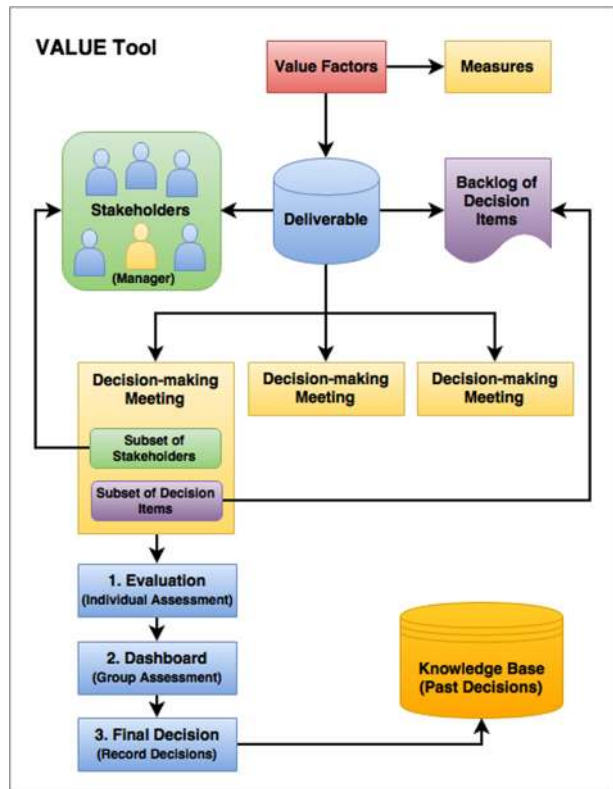 VALUE Tool
Value Factors
Measures
Stakeholders
(Manager)
Deliverable
Backlog of
Decision
Items
Decision-making
Meeting
Subset of
Stakeholders
Subset of Decision
Items
Decision-making
Meeting
Decision-making
Meeting
1. Evaluation
(Individual Assessment)
2. Dashboard
(Group Assessment)
3. Final Decision
(Record Decisions)
Knowledge Base
(Past Decisions)